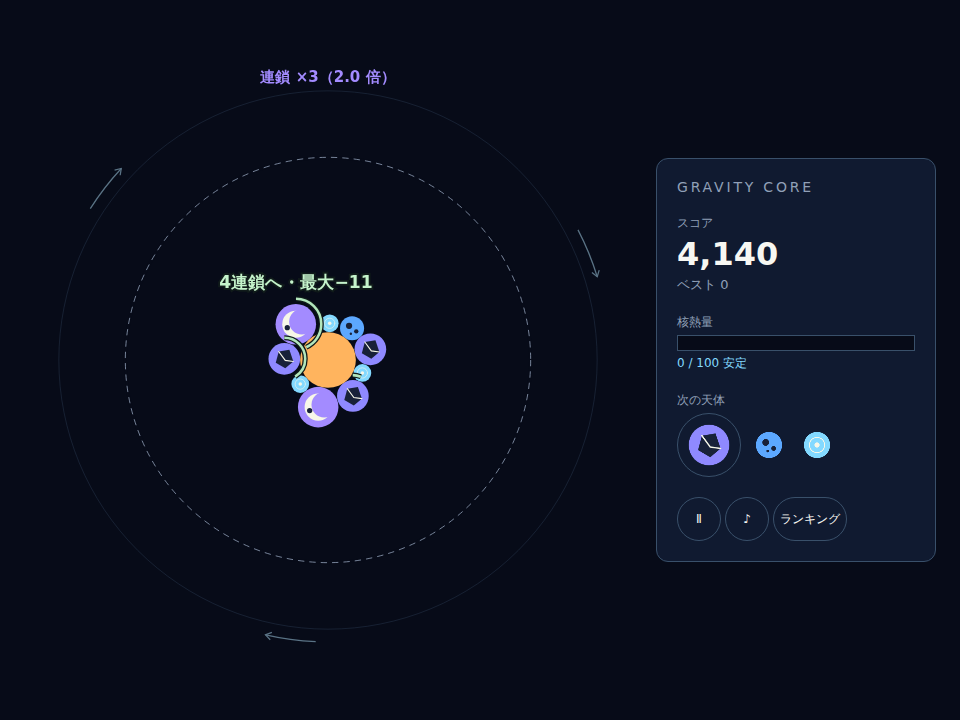 連鎖 ×3（2.0 倍）
4連鎖へ・最大−11
GRAVITY CORE
スコア
4,140
ベスト 0
核熱量
0 / 100 安定
次の天体
Ⅱ
♪
ランキング